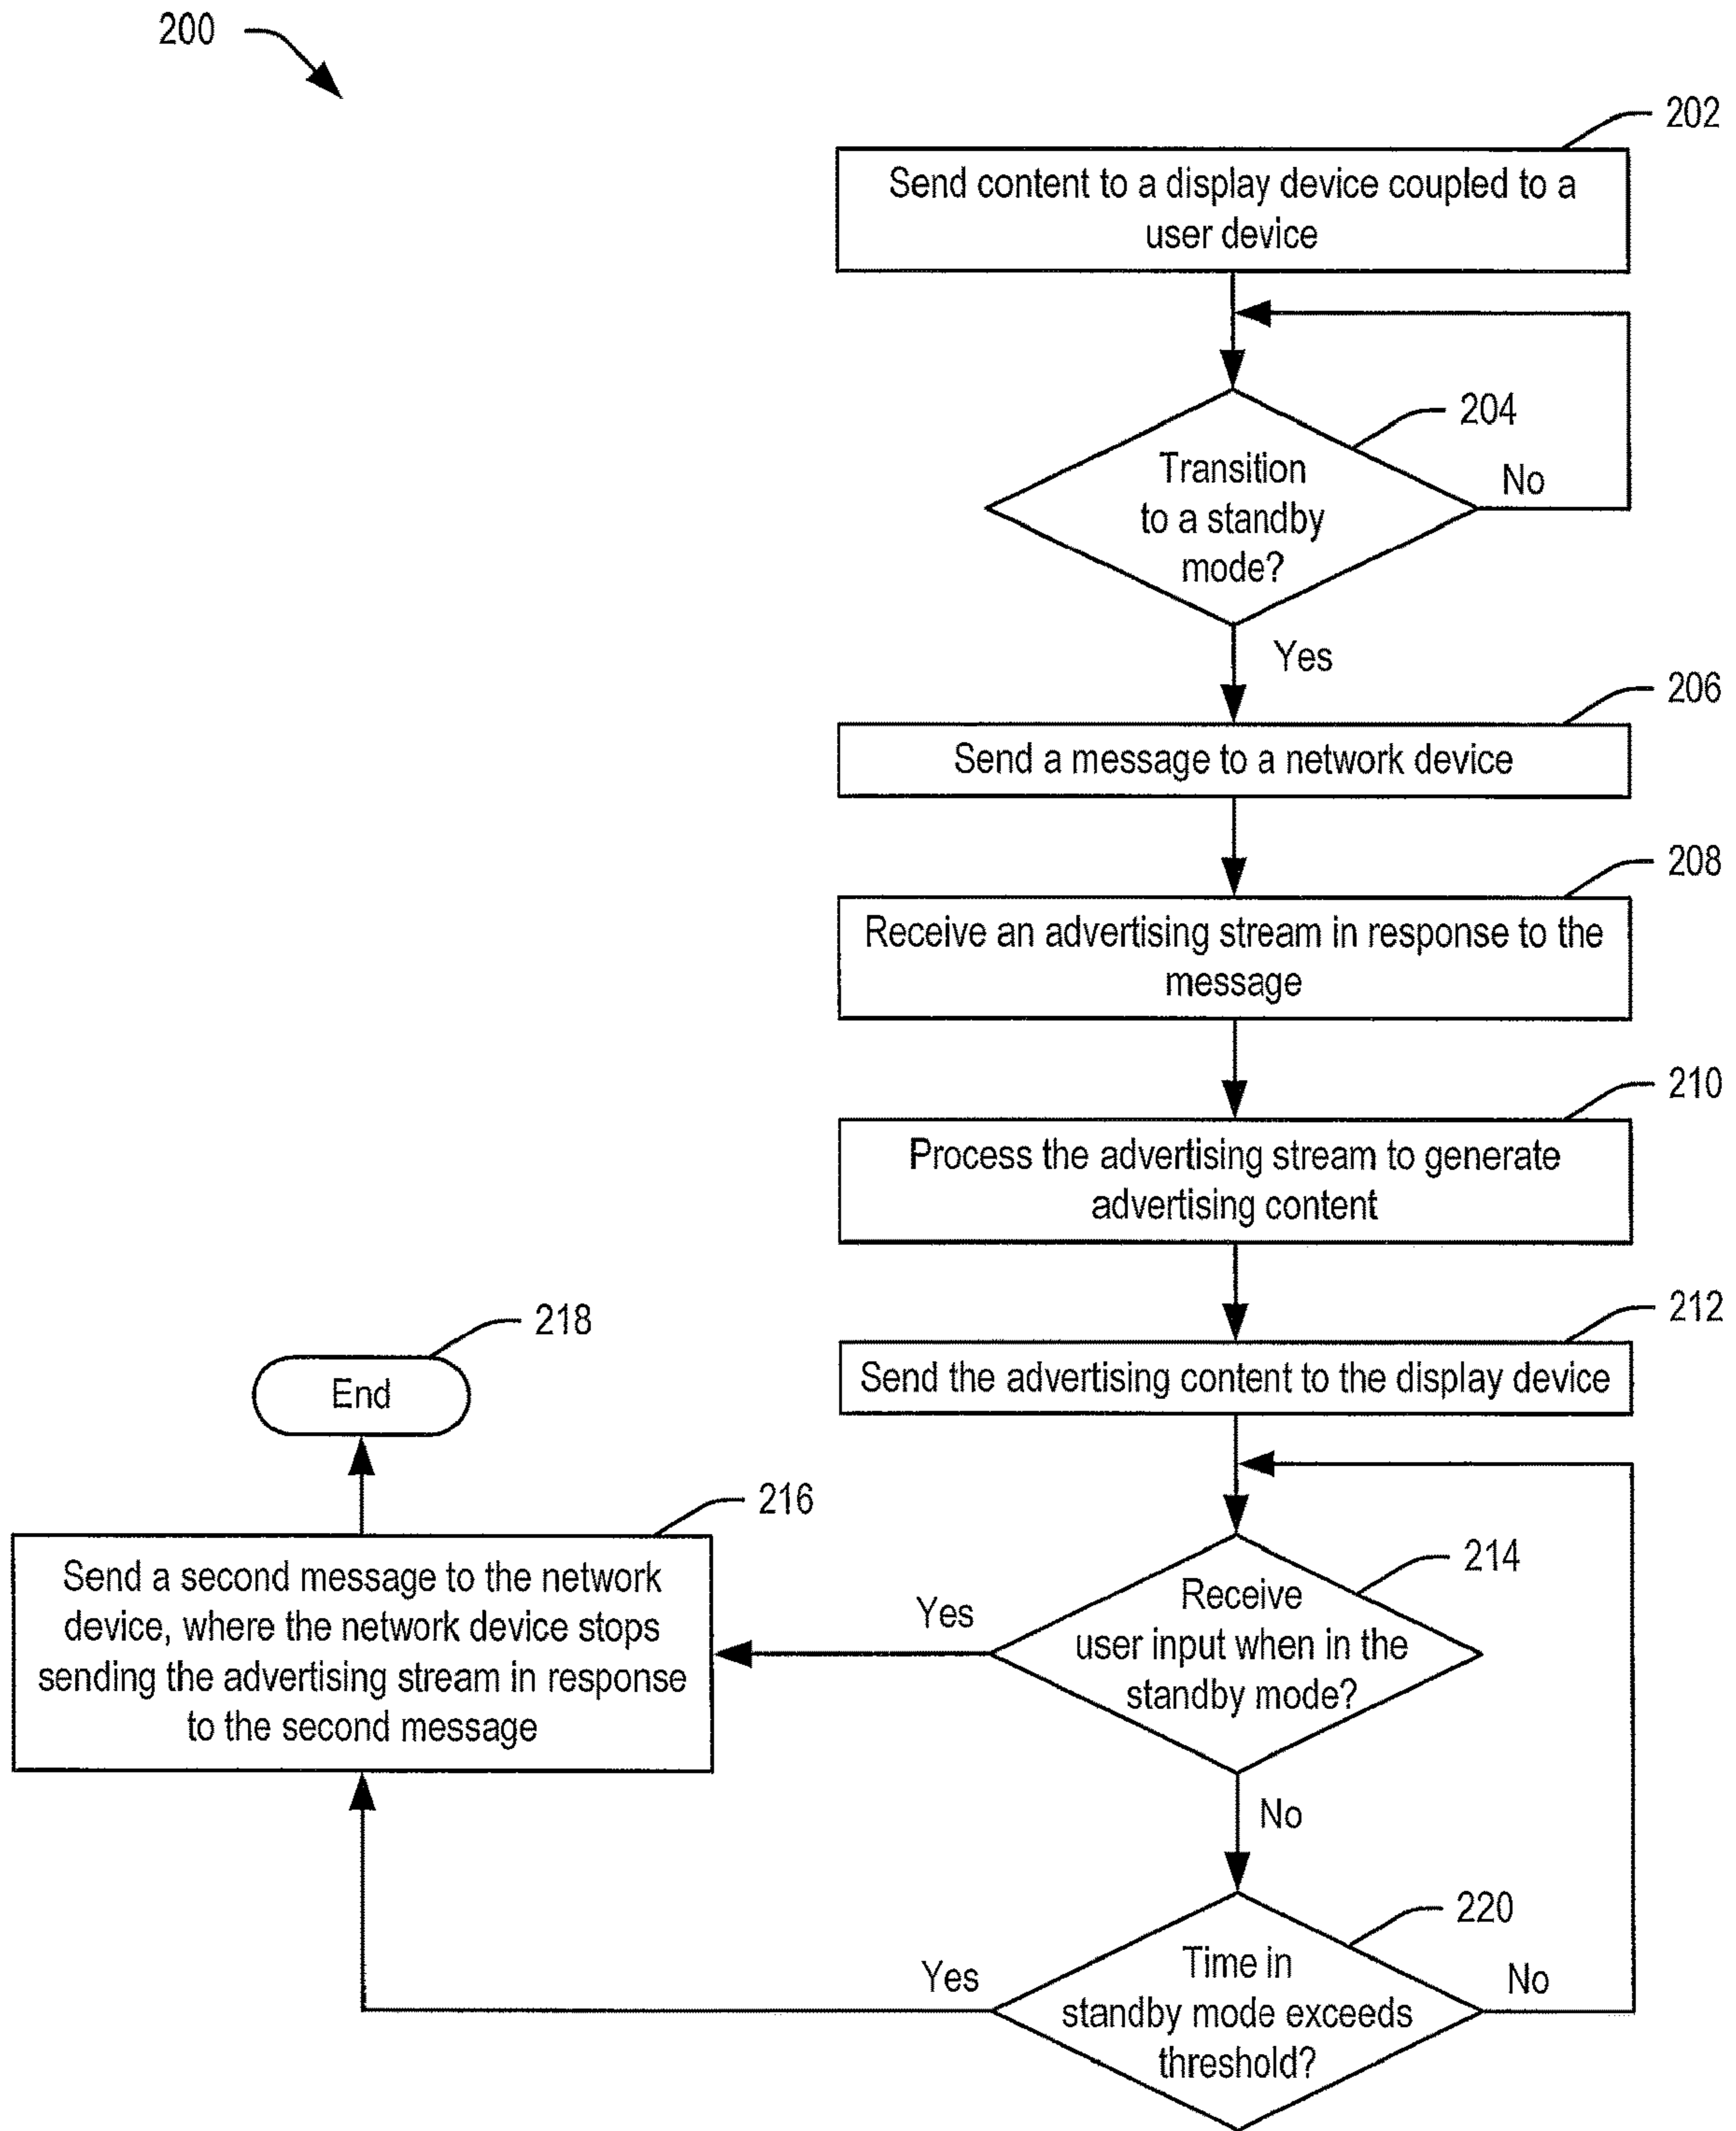 200
202
Send content to a display device coupled to a
user device
204
Transition
to a standby
mode?
No
Yes
206
Send a message to a network device
208
Receive an advertising stream in response to the
message
210
Process the advertising stream to generate
advertising content
212
Send the advertising content to the display device
218
End
216
Send a second message to the network
device, where the network device stops
sending the advertising stream in response
to the second message
214
Receive
user input when in the
standby mode?
Yes
No
220
Time in
standby mode exceeds
threshold?
Yes
No